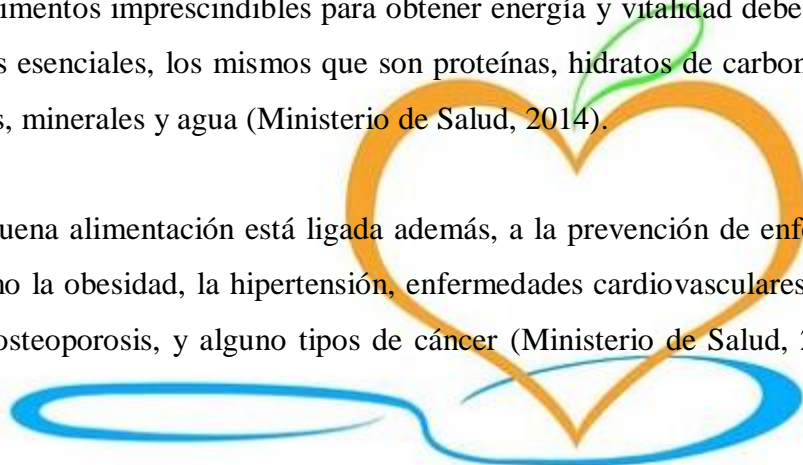 imentos imprescindibles para obtener energía y vitalidad debe
s esenciales, los mismos que son proteínas, hidratos de carbon
s, minerales y agua (Ministerio de Salud, 2014).
uena alimentación está ligada además, a la prevención de enf
no la obesidad, la hipertensión, enfermedades cardiovasculares
osteoporosis, y alguno tipos de cáncer (Ministerio de Salud, 2